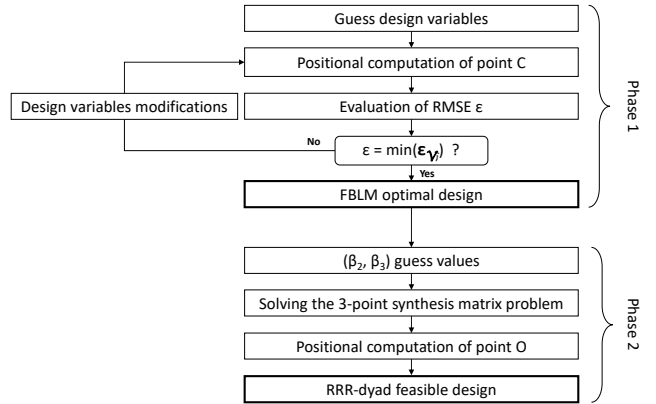 Guess design variables
Positional computation of point C
Design variables modifications
Evaluation of RMSE ε
No
ε = min(εᵧⱼ) ?
Yes
FBLM optimal design
Phase 1
(β₂, β₃) guess values
Solving the 3-point synthesis matrix problem
Positional computation of point O
RRR-dyad feasible design
Phase 2